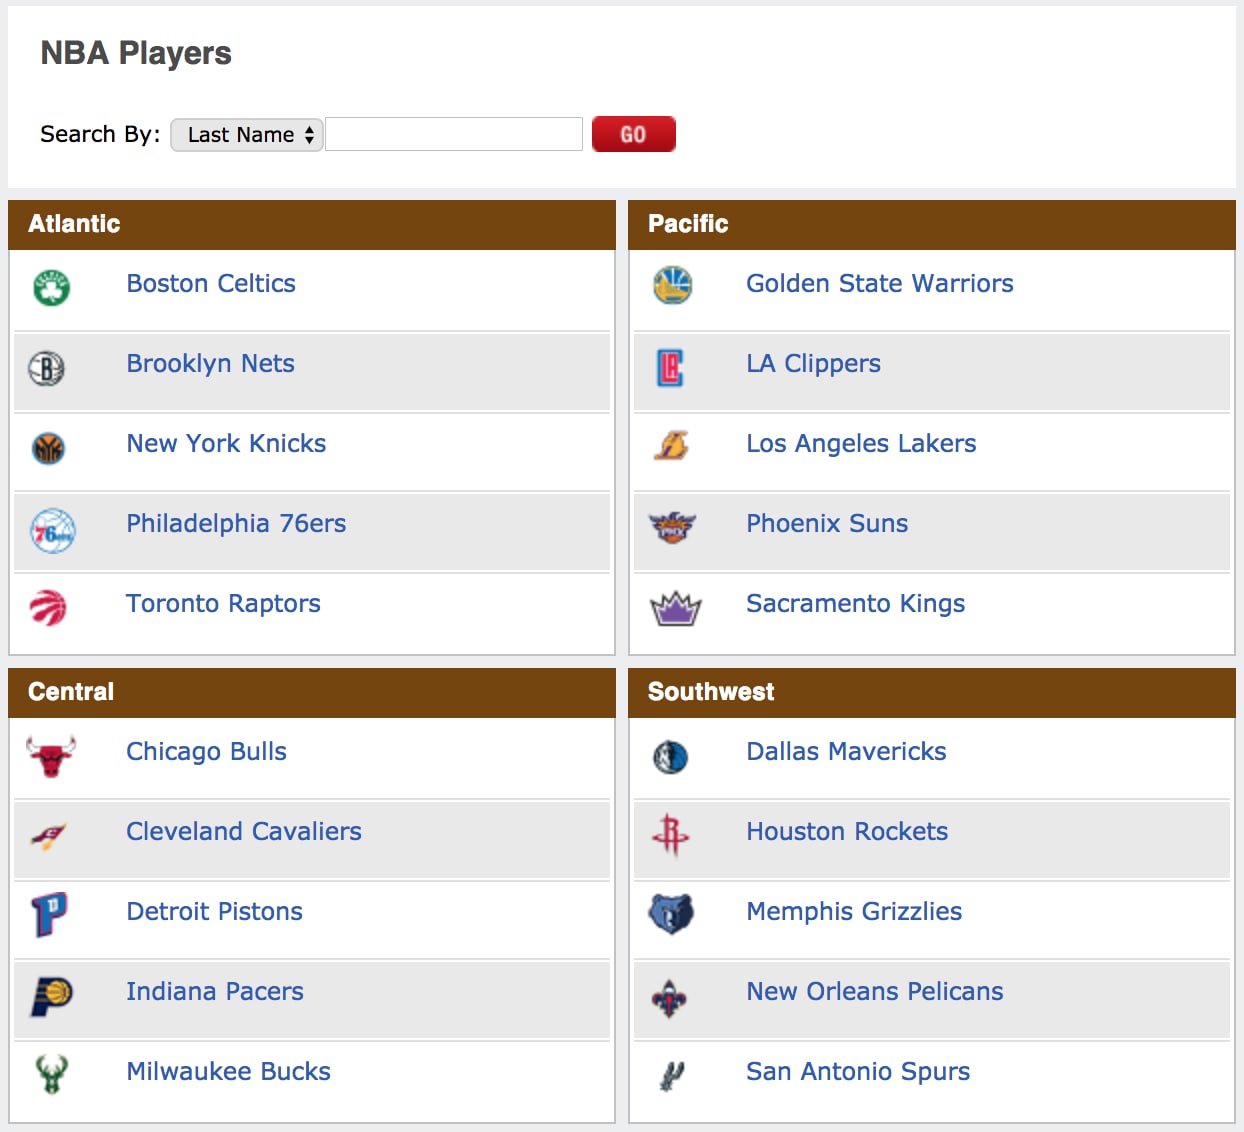 NBA Players
Search By: Last Name GO
Atlantic
Boston Celtics
Brooklyn Nets
New York Knicks
Philadelphia 76ers
Toronto Raptors
Pacific
Golden State Warriors
LA Clippers
Los Angeles Lakers
Phoenix Suns
Sacramento Kings
Central
Chicago Bulls
Cleveland Cavaliers
Detroit Pistons
Indiana Pacers
Milwaukee Bucks
Southwest
Dallas Mavericks
Houston Rockets
Memphis Grizzlies
New Orleans Pelicans
San Antonio Spurs